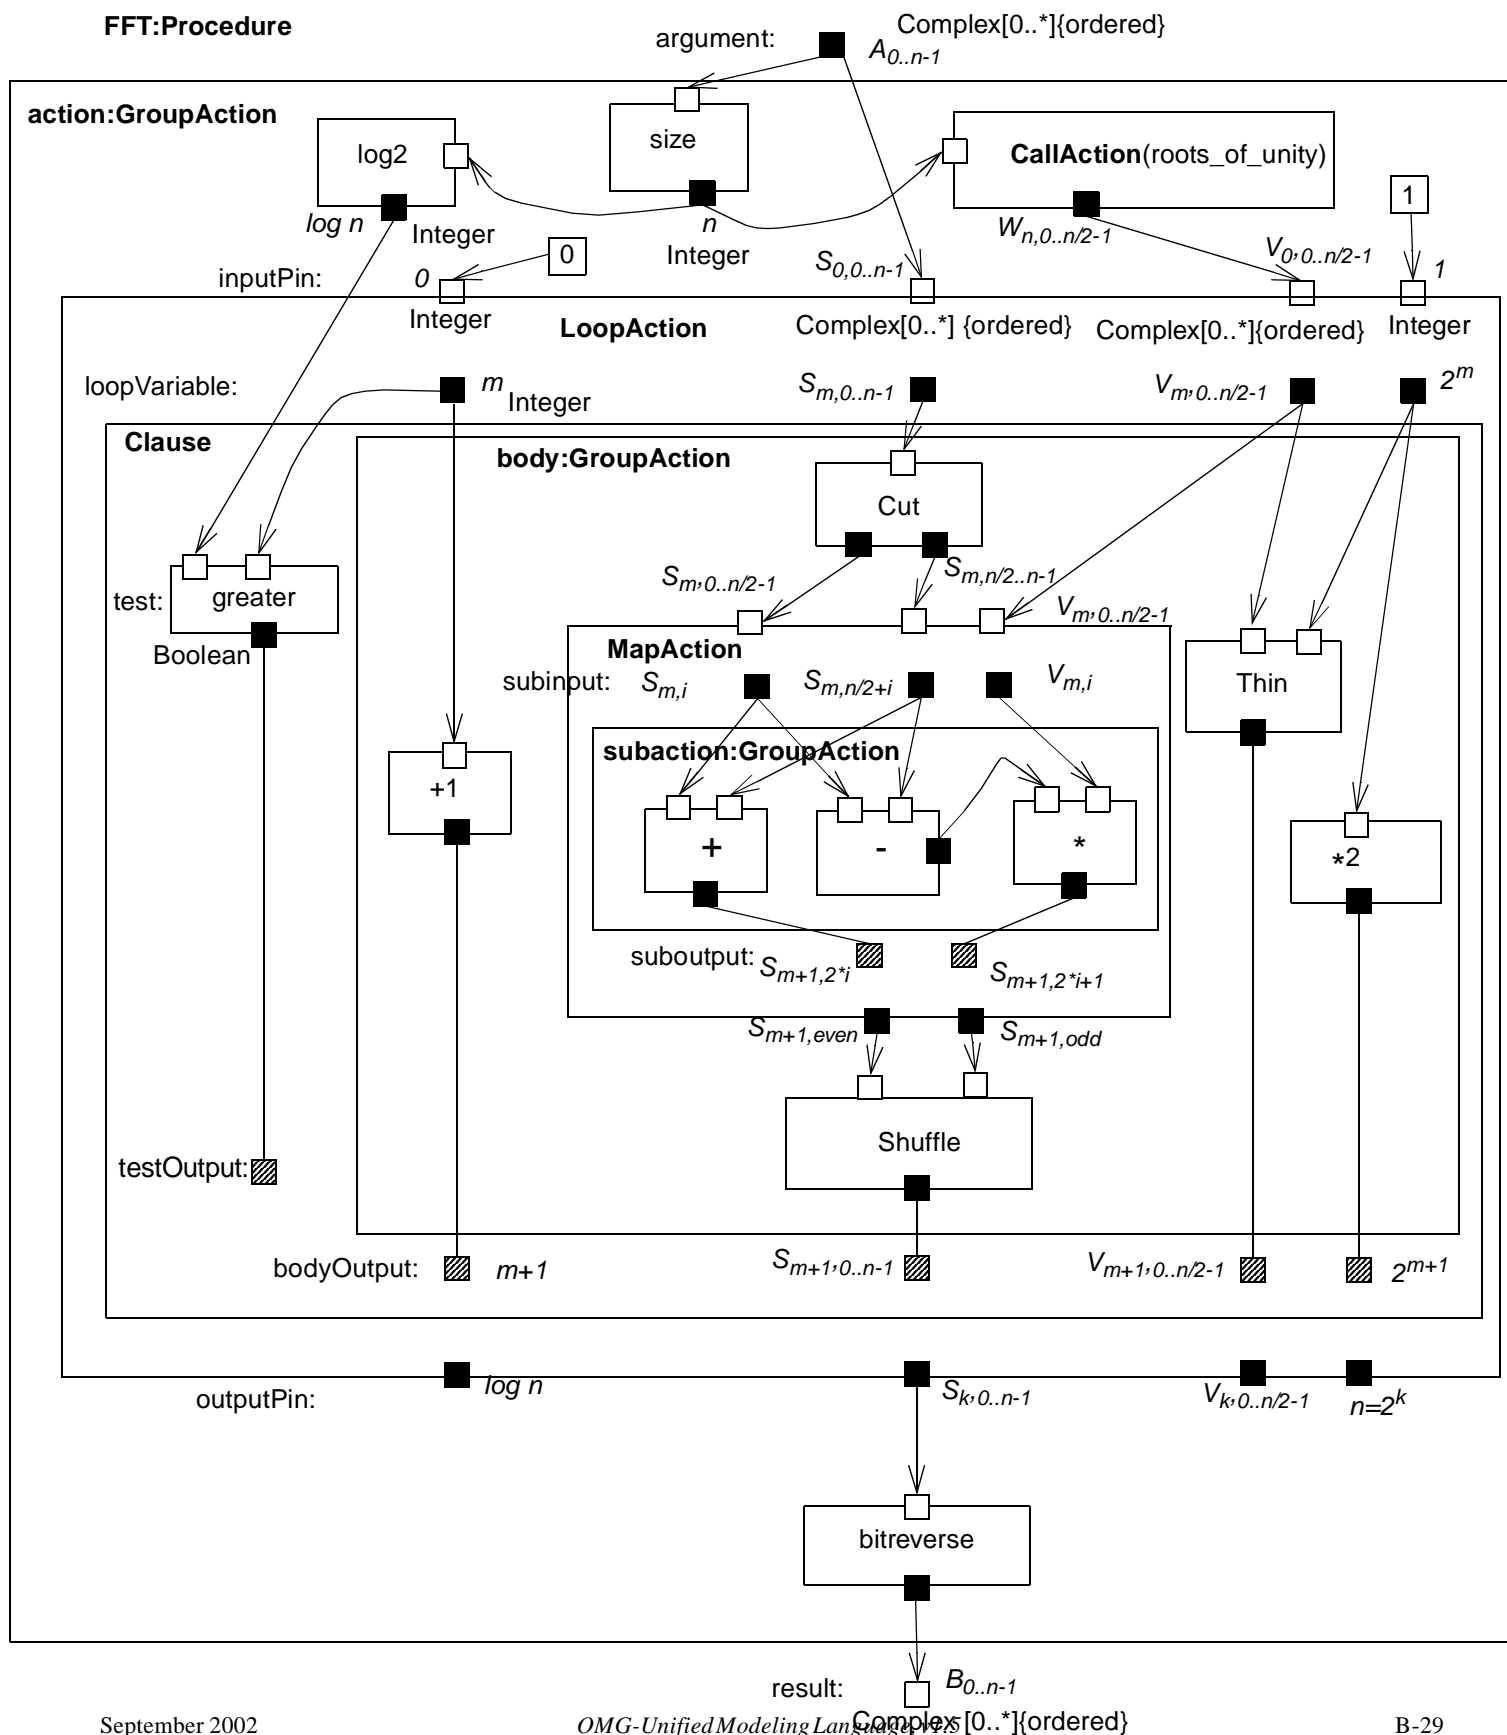 FFT:Procedure
argument:
Complex[0..*]{ordered}
A0..n-1
action:GroupAction
log2
size
CallAction(roots_of_unity)
1
log n
Integer
n
Integer
Wn,0..n/2-1
inputPin:
0
0
S0,0..n-1
V0,0..n/2-1
1
Integer
LoopAction
Complex[0..*] {ordered}
Complex[0..*]{ordered}
Integer
loopVariable:
m
Integer
Sm,0..n-1
Vm,0..n/2-1
2m
Clause
body:GroupAction
Cut
Sm,0..n/2-1
Sm,n/2..n-1
test:
greater
Boolean
Vm,0..n/2-1
MapAction
subinput:
Sm,i
Sm,n/2+i
Vm,i
Thin
subaction:GroupAction
+1
+
-
*
*2
suboutput:
Sm+1,2*i
Sm+1,2*i+1
Sm+1,even
Sm+1,odd
Shuffle
testOutput:
bodyOutput:
m+1
Sm+1,0..n-1
Vm+1,0..n/2-1
2m+1
outputPin:
log n
Sk,0..n-1
Vk,0..n/2-1
n=2k
bitreverse
result:
B0..n-1
Complex[0..*]{ordered}
September 2002
OMG-Unified Modeling Language, v1.5
B-29